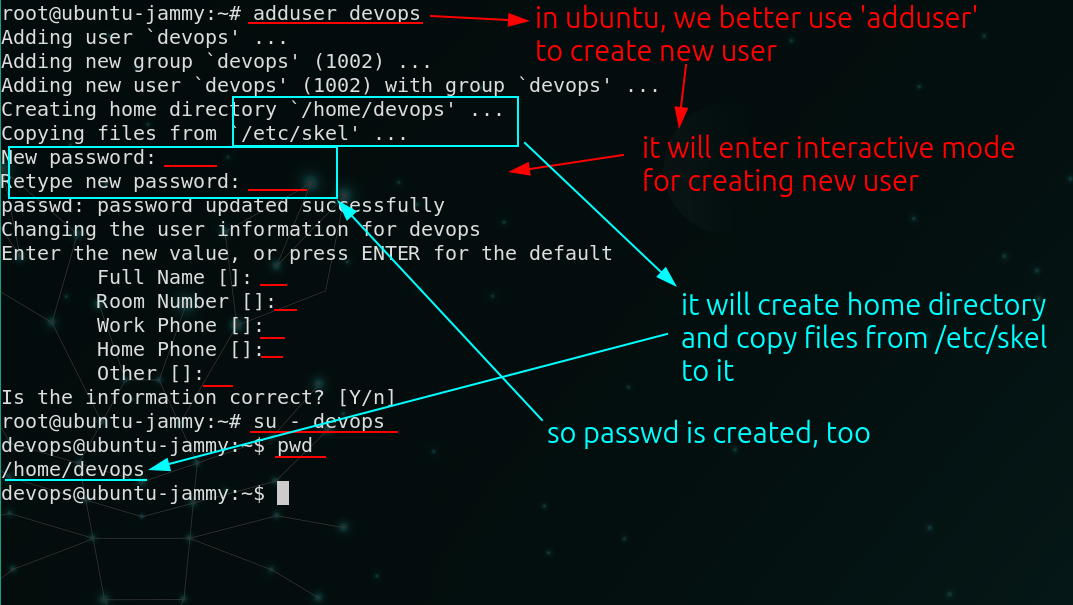 root@ubuntu-jammy:~# adduser devops
Adding user `devops' ...
Adding new group `devops' (1002) ...
Adding new user `devops' (1002) with group `devops' ...
Creating home directory `/home/devops' ...
Copying files from `/etc/skel' ...
New password:
Retype new password:
passwd: password updated successfully
Changing the user information for devops
Enter the new value, or press ENTER for the default
Full Name []:
Room Number []:
Work Phone []:
Home Phone []:
Other []:
Is the information correct? [Y/n]
root@ubuntu-jammy:~# su - devops
devops@ubuntu-jammy:~$ pwd
/home/devops
devops@ubuntu-jammy:~$
in ubuntu, we better use 'adduser'
to create new user
it will enter interactive mode
for creating new user
it will create home directory
and copy files from /etc/skel
to it
so passwd is created, too